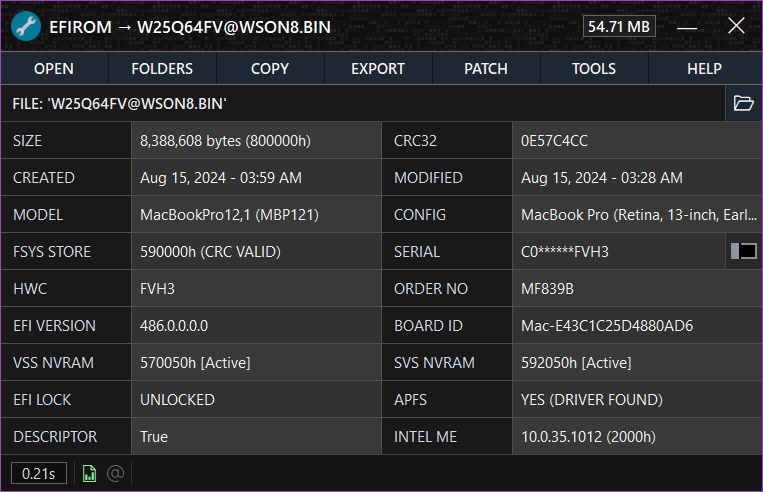 EFIROM → W25Q64FV@WSON8.BIN 54.71 MB
OPEN FOLDERS COPY EXPORT PATCH TOOLS HELP
FILE: 'W25Q64FV@WSON8.BIN'
SIZE 8,388,608 bytes (800000h) CRC32 0E57C4CC
CREATED Aug 15, 2024 - 03:59 AM MODIFIED Aug 15, 2024 - 03:28 AM
MODEL MacBookPro12,1 (MBP121) CONFIG MacBook Pro (Retina, 13-inch, Earl...
FSYS STORE 590000h (CRC VALID) SERIAL C0******FVH3
HWC FVH3 ORDER NO MF839B
EFI VERSION 486.0.0.0.0 BOARD ID Mac-E43C1C25D4880AD6
VSS NVRAM 570050h [Active] SVS NVRAM 592050h [Active]
EFI LOCK UNLOCKED APFS YES (DRIVER FOUND)
DESCRIPTOR True INTEL ME 10.0.35.1012 (2000h)
0.21s @